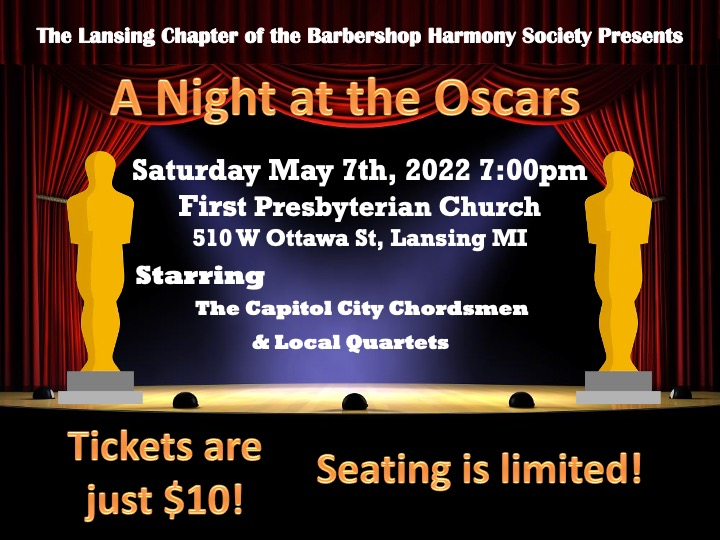 The Lansing Chapter of the Barbershop Harmony Society Presents
A Night at the Oscars
Saturday May 7th, 2022 7:00pm
First Presbyterian Church
510 W Ottawa St, Lansing MI
Starring
The Capitol City Chordsmen
& Local Quartets
Tickets are
just $10!
Seating is limited!